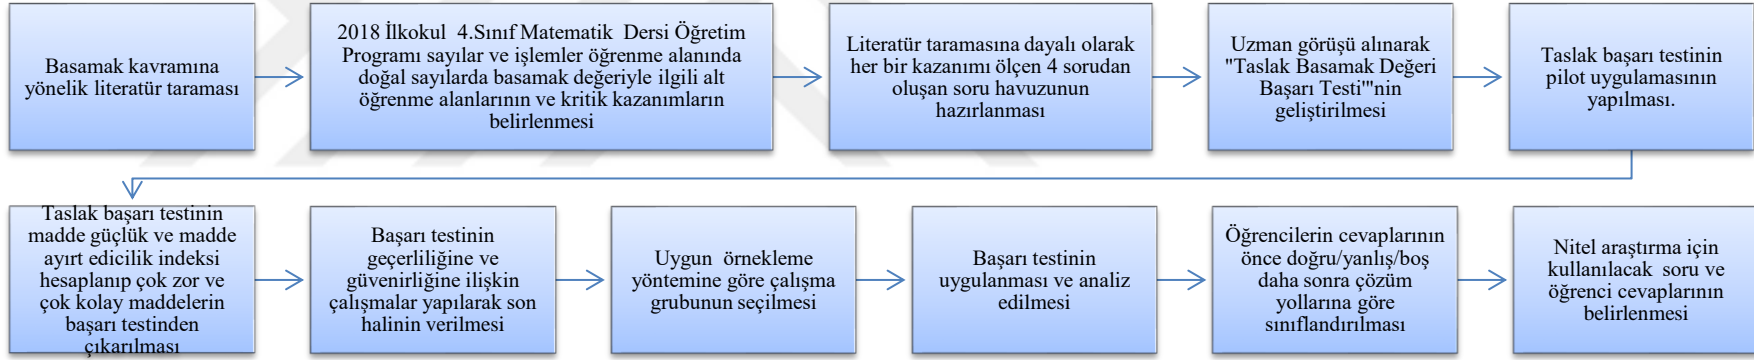 Basamak kavramına
yönelik literatür taraması
2018 İlkokul 4.Sınıf Matematik Dersi Öğretim
Programı sayılar ve işlemler öğrenme alanında
doğal sayılarda basamak değeriyle ilgili alt
öğrenme alanlarının ve kritik kazanımların
belirlenmesi
Literatür taramasına dayalı olarak
her bir kazanımı ölçen 4 sorudan
oluşan soru havuzunun
hazırlanması
Uzman görüşü alınarak
"Taslak Basamak Değeri
Başarı Testi'"nin
geliştirilmesi
Taslak başarı testinin
pilot uygulamasının
yapılması.
Taslak başarı testinin
madde güçlük ve madde
ayırt edicilik indeksi
hesaplanıp çok zor ve
çok kolay maddelerin
başarı testinden
çıkarılması
Başarı testinin
geçerliliğine ve
güvenirliğine ilişkin
çalışmalar yapılarak son
halinin verilmesi
Uygun örnekleme
yöntemine göre çalışma
grubunun seçilmesi
Başarı testinin
uygulanması ve analiz
edilmesi
Öğrencilerin cevaplarının
önce doğru/yanlış/boş
daha sonra çözüm
yollarına göre
sınıflandırılması
Nitel araştırma için
kullanılacak soru ve
öğrenci cevaplarının
belirlenmesi